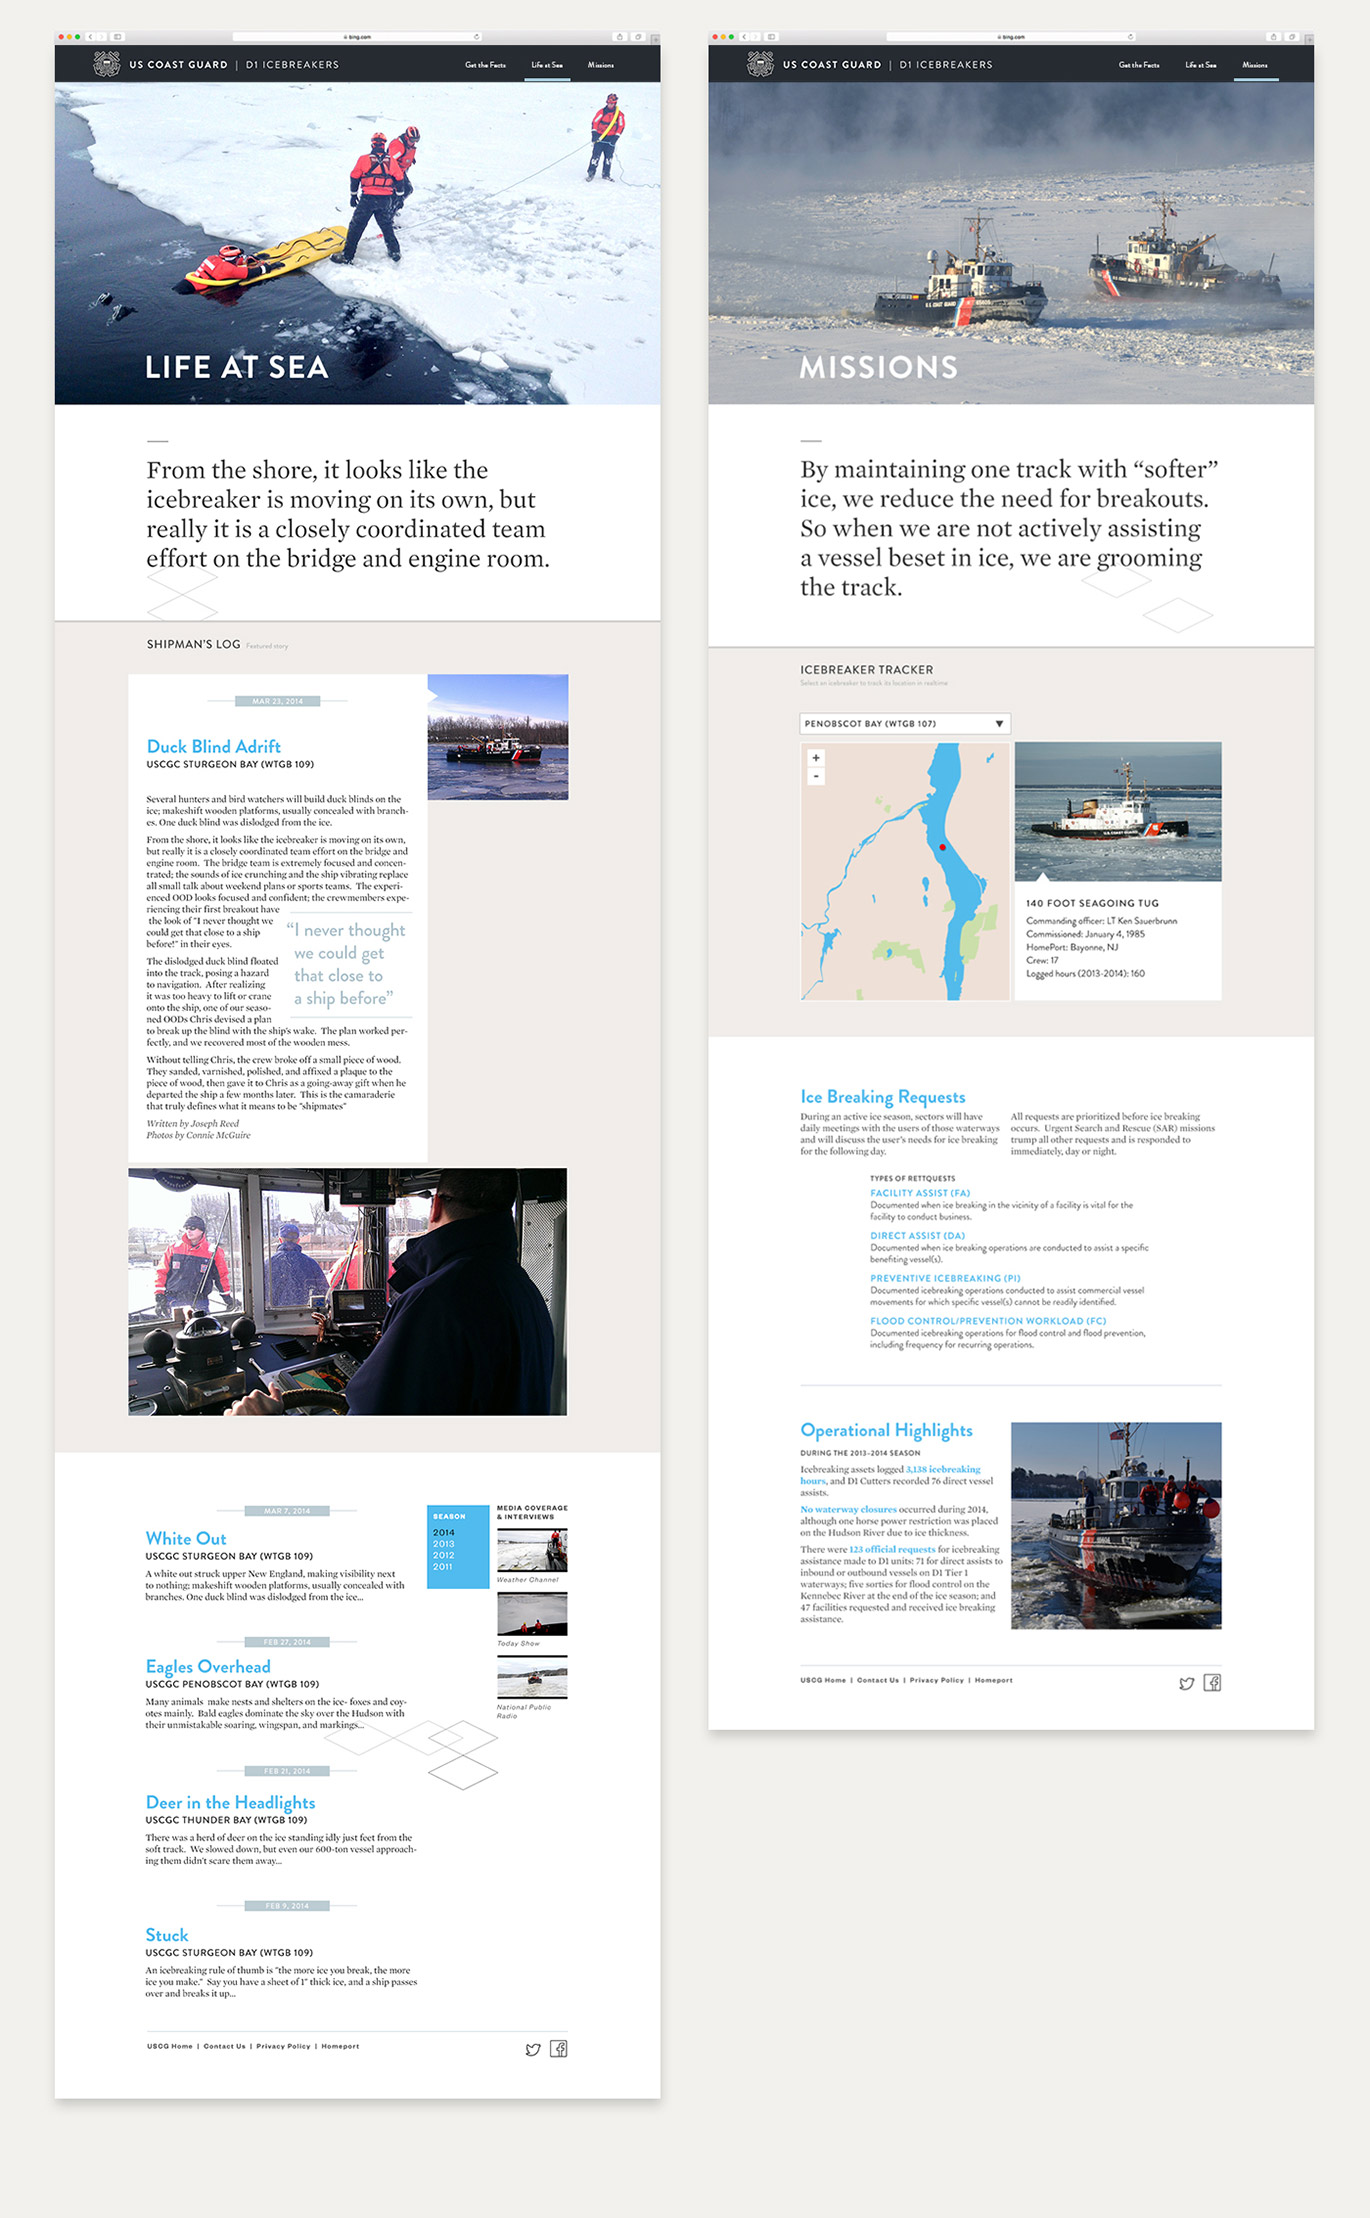 bing.com
US COAST GUARD | D1 ICEBREAKERS
Get the Facts
Life at Sea
Missions
LIFE AT SEA
From the shore, it looks like the
icebreaker is moving on its own, but
really it is a closely coordinated team
effort on the bridge and engine room.
SHIPMAN'S LOG Featured story
MAR 23, 2014
Duck Blind Adrift
USCGC STURGEON BAY (WTGB 109)
Several hunters and bird watchers will build duck blinds on the
ice; makeshift wooden platforms, usually concealed with branch-
es. One duck blind was dislodged from the ice.
From the shore, it looks like the icebreaker is moving on its own,
but really it is a closely coordinated team effort on the bridge and
engine room. The bridge team is extremely focused and concen-
trated; the sounds of ice crunching and the ship vibrating replace
all small talk about weekend plans or sports teams. The experi-
enced OOD looks focused and confident; the crewmembers expe-
riencing their first breakout have
the look of "I never thought we
could get that close to a ship
before!" in their eyes.
The dislodged duck blind floated
into the track, posing a hazard
to navigation. After realizing
it was too heavy to lift or crane
onto the ship, one of our seaso-
ned OODs Chris devised a plan
to break up the blind with the ship's wake. The plan worked per-
fectly, and we recovered most of the wooden mess.
“I never thought
we could get
that close to
a ship before”
Without telling Chris, the crew broke off a small piece of wood.
They sanded, varnished, polished, and affixed a plaque to the
piece of wood, then gave it to Chris as a going-away gift when he
departed the ship a few months later. This is the camaraderie
that truly defines what it means to be "shipmates"
Written by Joseph Reed
Photos by Connie McGuire
MAR 7, 2014
White Out
USCGC STURGEON BAY (WTGB 109)
A white out struck upper New England, making visibility next
to nothing; makeshift wooden platforms, usually concealed with
branches. One duck blind was dislodged from the ice...
SEASON
2014
2013
2012
2011
MEDIA COVERAGE
& INTERVIEWS
Weather Channel
Today Show
National Public
Radio
FEB 27, 2014
Eagles Overhead
USCGC PENOBSCOT BAY (WTGB 109)
Many animals make nests and shelters on the ice- foxes and coy-
otes mainly. Bald eagles dominate the sky over the Hudson with
their unmistakable soaring, wingspan, and markings...
FEB 21, 2014
Deer in the Headlights
USCGC THUNDER BAY (WTGB 109)
There was a herd of deer on the ice standing idly just feet from the
soft track. We slowed down, but even our 600-ton vessel approach-
ing them didn't scare them away...
FEB 9, 2014
Stuck
USCGC STURGEON BAY (WTGB 109)
An icebreaking rule of thumb is "the more ice you break, the more
ice you make." Say you have a sheet of 1" thick ice, and a ship passes
over and breaks it up...
USCG Home | Contact Us | Privacy Policy | Homeport
bing.com
US COAST GUARD | D1 ICEBREAKERS
Get the Facts
Life at Sea
Missions
U.S. COAST GUARD
MISSIONS
By maintaining one track with “softer”
ice, we reduce the need for breakouts.
So when we are not actively assisting
a vessel beset in ice, we are grooming
the track.
ICEBREAKER TRACKER
Select an icebreaker to track its location in realtime
PENOBSCOT BAY (WTGB 107)
+
-
U.S. COAST GUARD
140 FOOT SEAGOING TUG
Commanding officer: LT Ken Sauerbrunn
Commissioned: January 4, 1985
HomePort: Bayonne, NJ
Crew: 17
Logged hours (2013-2014): 160
Ice Breaking Requests
During an active ice season, sectors will have
daily meetings with the users of those waterways
and will discuss the user's needs for ice breaking
for the following day.
All requests are prioritized before ice breaking
occurs. Urgent Search and Rescue (SAR) missions
trump all other requests and is responded to
immediately, day or night.
TYPES OF RETTQUESTS
FACILITY ASSIST (FA)
Documented when ice breaking in the vicinity of a facility is vital for the
facility to conduct business.
DIRECT ASSIST (DA)
Documented when ice breaking operations are conducted to assist a specific
benefiting vessel(s).
PREVENTIVE ICEBREAKING (PI)
Documented icebreaking operations conducted to assist commercial vessel
movements for which specific vessel(s) cannot be readily identified.
FLOOD CONTROL/PREVENTION WORKLOAD (FC)
Documented icebreaking operations for flood control and flood prevention,
including frequency for recurring operations.
Operational Highlights
DURING THE 2013-2014 SEASON
Icebreaking assets logged 3,138 icebreaking
hours, and D1 Cutters recorded 76 direct vessel
assists.
No waterway closures occurred during 2014,
although one horse power restriction was placed
on the Hudson River due to ice thickness.
There were 123 official requests for icebreaking
assistance made to D1 units: 71 for direct assists to
inbound or outbound vessels on D1 Tier 1
waterways; five sorties for flood control on the
Kennebec River at the end of the ice season; and
47 facilities requested and received ice breaking
assistance.
USCG Home | Contact Us | Privacy Policy | Homeport